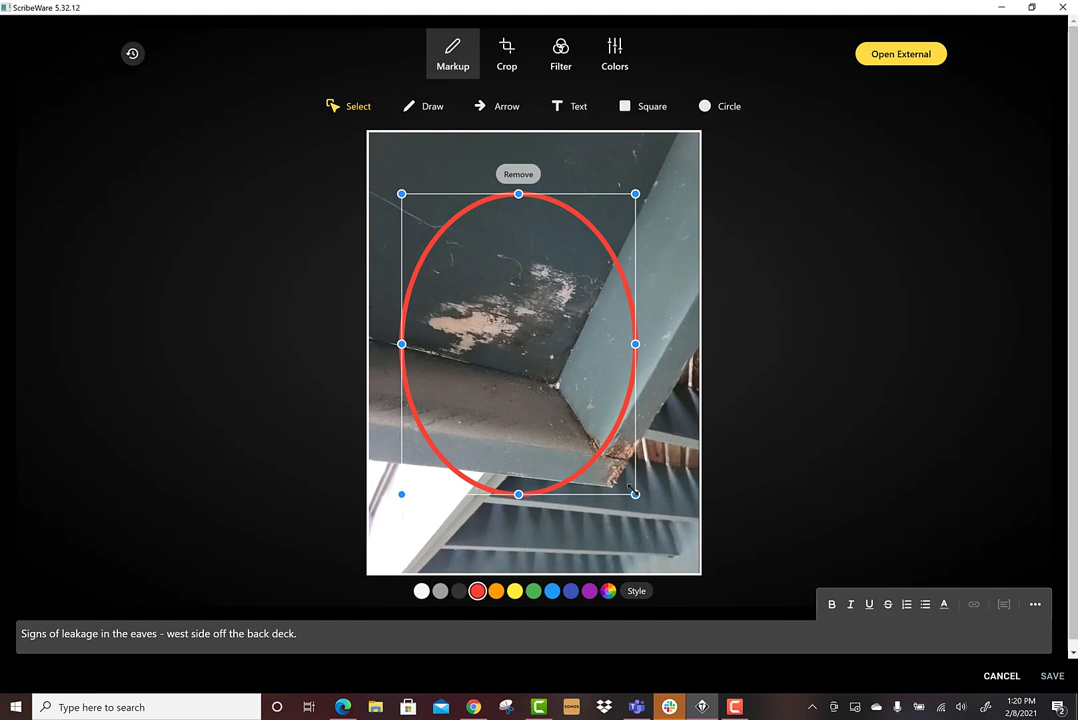 ScribeWare 5.32.12
Markup
Crop
Filter
Colors
Open External
Select
Draw
Arrow
Text
Square
Circle
Remove
Style
B I U S A
Signs of leakage in the eaves - west side off the back deck.
CANCEL
SAVE
Type here to search
SONOS
1:20 PM
2/8/2021
2